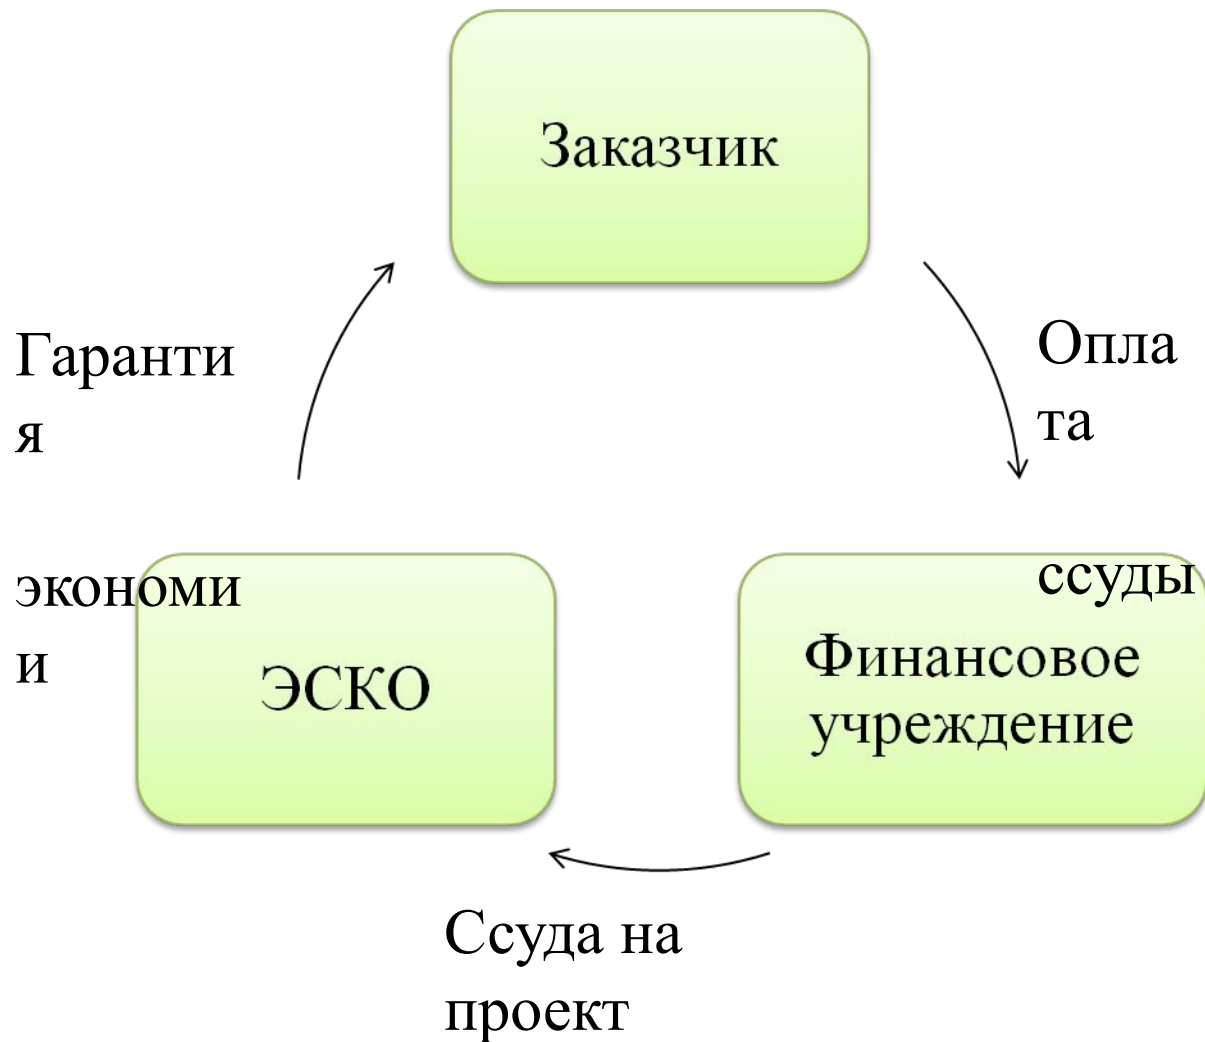 Заказчик
Гаранти
я
экономи
и
Опла
та
ссуды
ЭСКО
Финансовое
учреждение
Ссуда на
проект